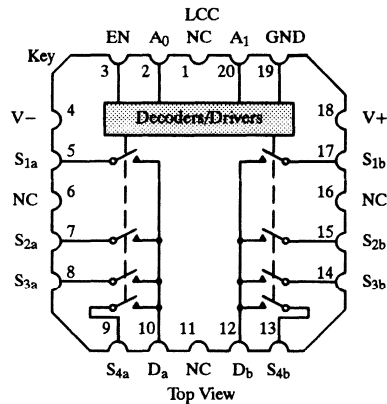 LCC
EN A0 NC A1 GND
Key
3 2 1 20 19
V− 4 18 V+
Decoders/Drivers
S1a 5 17 S1b
NC 6 16 NC
S2a 7 15 S2b
S3a 8 14 S3b
9 10 11 12 13
S4a Da NC Db S4b
Top View